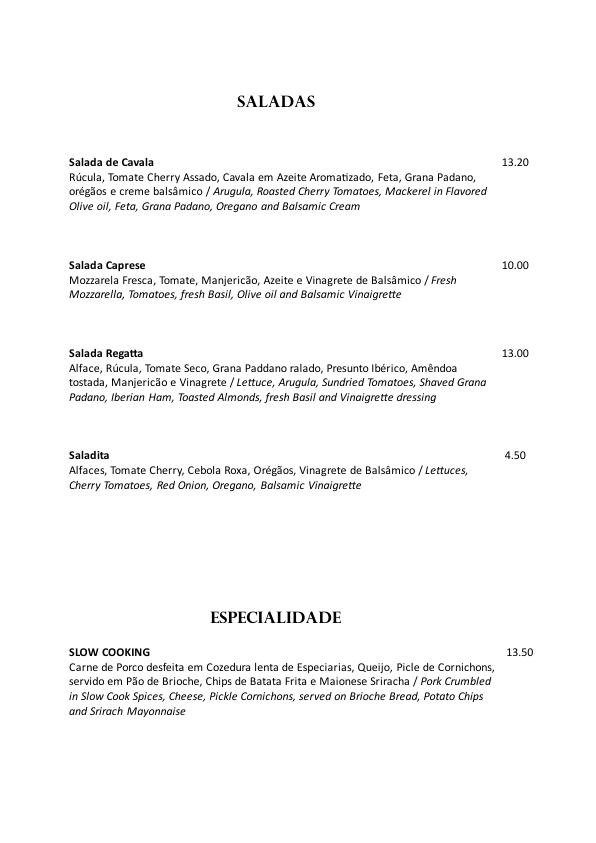 SALADAS
Salada de Cavala 13.20
Rúcula, Tomate Cherry Assado, Cavala em Azeite Aromatizado, Feta, Grana Padano,
orégãos e creme balsâmico / Arugula, Roasted Cherry Tomatoes, Mackerel in Flavored
Olive oil, Feta, Grana Padano, Oregano and Balsamic Cream
Salada Caprese 10.00
Mozzarela Fresca, Tomate, Manjericão, Azeite e Vinagrete de Balsâmico / Fresh
Mozzarella, Tomatoes, fresh Basil, Olive oil and Balsamic Vinaigrette
Salada Regatta 13.00
Alface, Rúcula, Tomate Seco, Grana Paddano ralado, Presunto Ibérico, Amêndoa
tostada, Manjericão e Vinagrete / Lettuce, Arugula, Sundried Tomatoes, Shaved Grana
Padano, Iberian Ham, Toasted Almonds, fresh Basil and Vinaigrette dressing
Saladita 4.50
Alfaces, Tomate Cherry, Cebola Roxa, Orégãos, Vinagrete de Balsâmico / Lettuces,
Cherry Tomatoes, Red Onion, Oregano, Balsamic Vinaigrette
ESPECIALIDADE
SLOW COOKING 13.50
Carne de Porco desfeita em Cozedura lenta de Especiarias, Queijo, Picle de Cornichons,
servido em Pão de Brioche, Chips de Batata Frita e Maionese Sriracha / Pork Crumbled
in Slow Cook Spices, Cheese, Pickle Cornichons, served on Brioche Bread, Potato Chips
and Srirach Mayonnaise